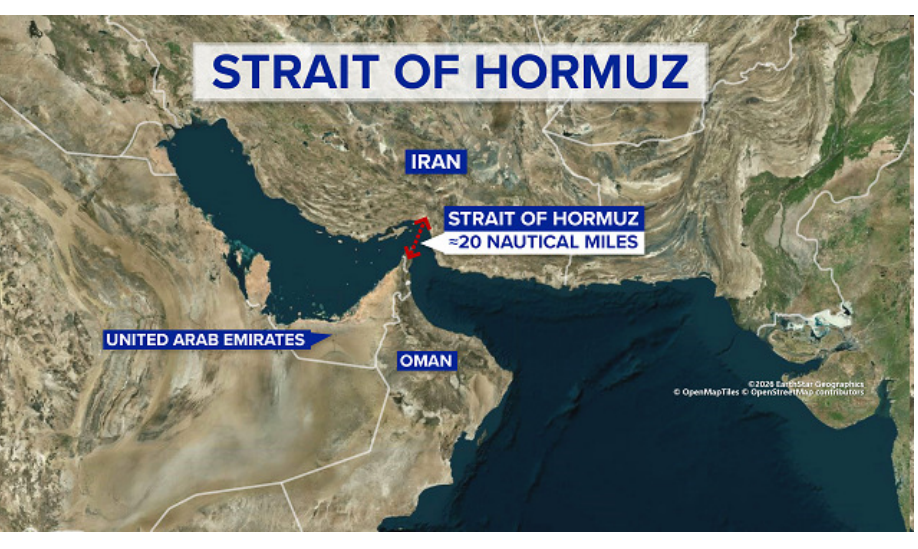 STRAIT OF HORMUZ
IRAN
STRAIT OF HORMUZ
≈20 NAUTICAL MILES
UNITED ARAB EMIRATES
OMAN
©2026 EarthStar Geographics
© OpenMapTiles © OpenStreetMap contributors